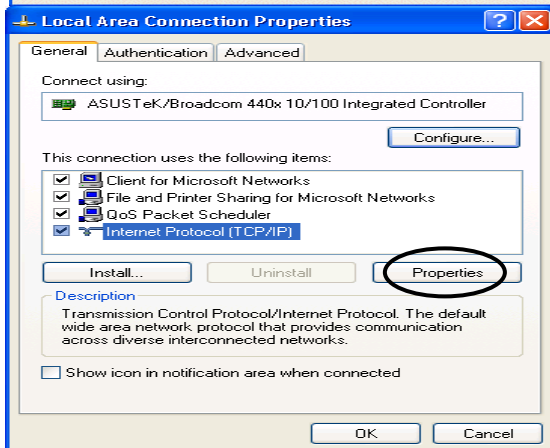 Local Area Connection Properties
General Authentication Advanced
Connect using:
ASUSTeK/Broadcom 440x 10/100 Integrated Controller
Configure...
This connection uses the following items:
Client for Microsoft Networks
File and Printer Sharing for Microsoft Networks
QoS Packet Scheduler
Internet Protocol (TCP/IP)
Install... Uninstall Properties
Description
Transmission Control Protocol/Internet Protocol. The default
wide area network protocol that provides communication
across diverse interconnected networks.
Show icon in notification area when connected
OK Cancel